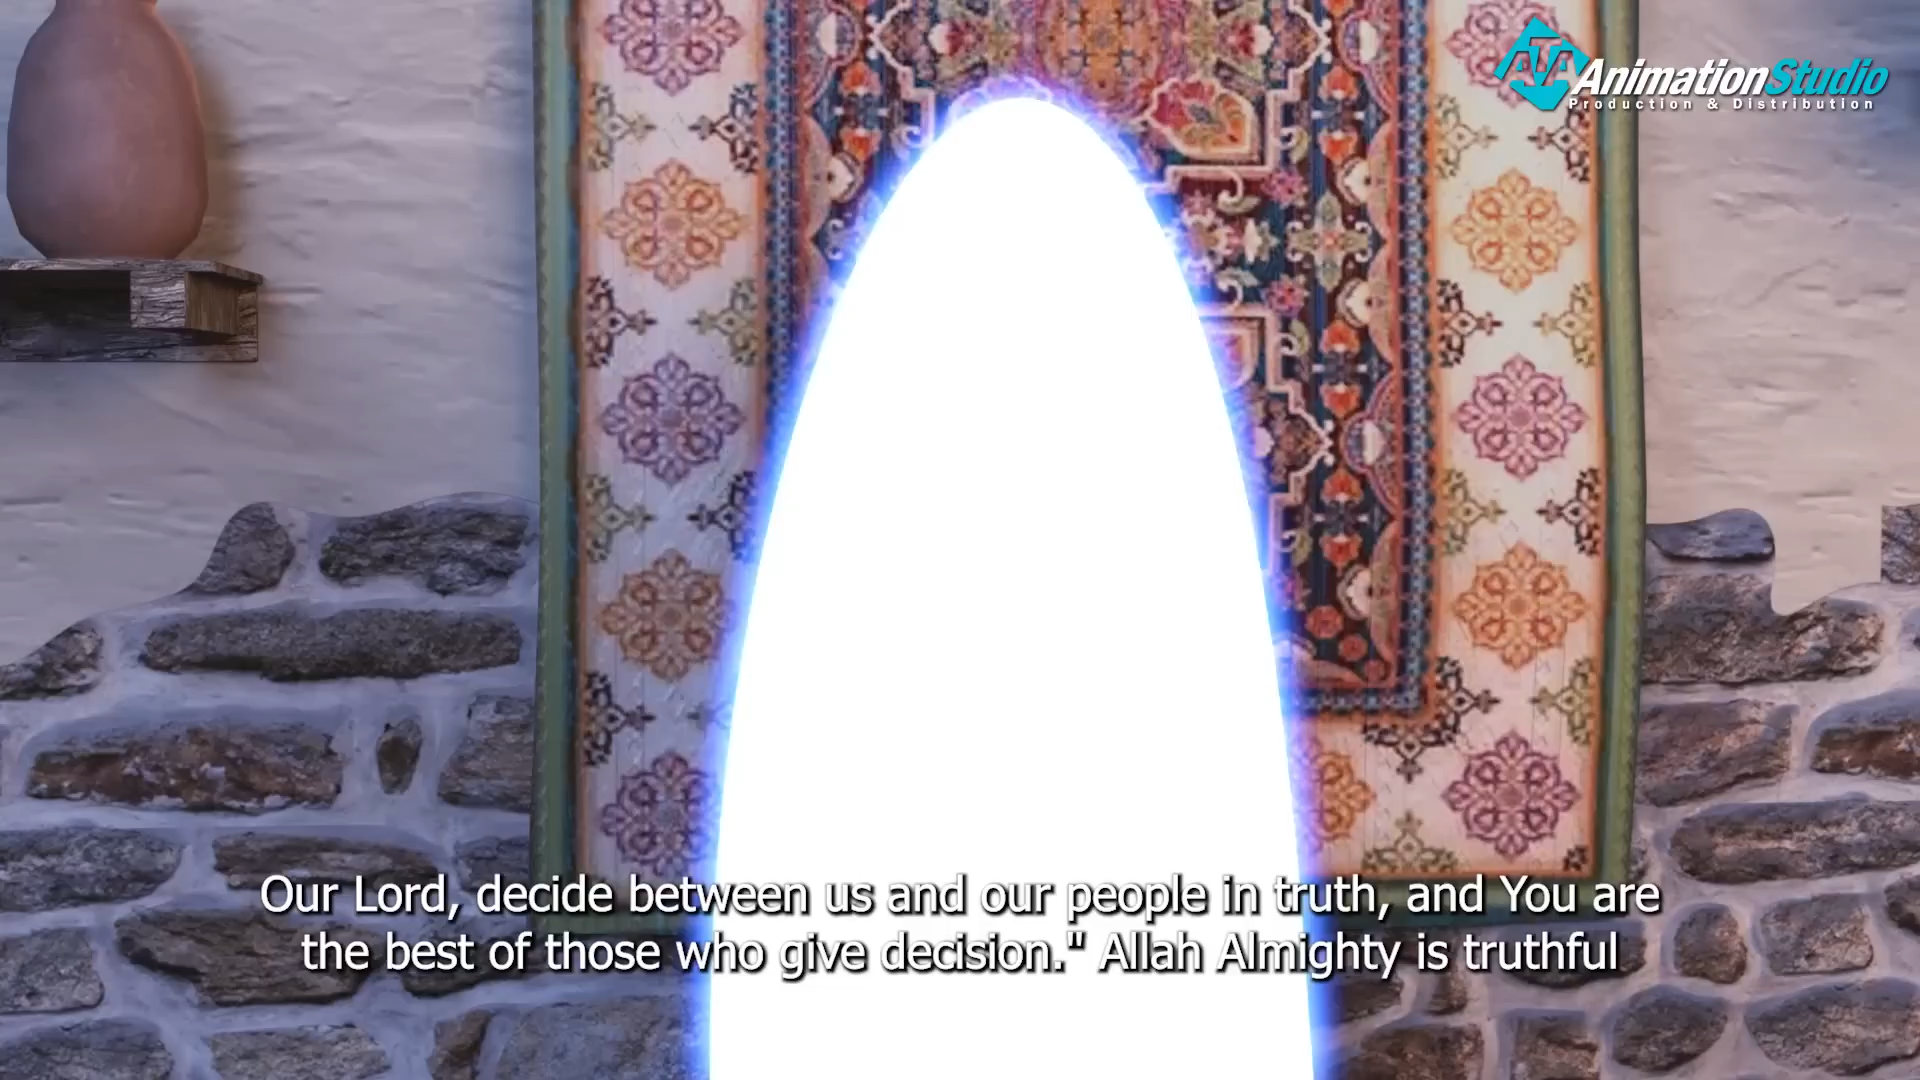 ATA AnimationStudio
Production & Distribution
Our Lord, decide between us and our people in truth, and You are
the best of those who give decision." Allah Almighty is truthful